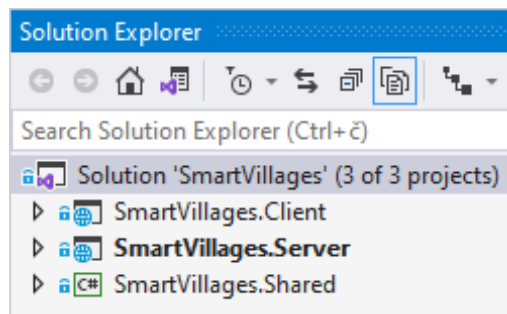 Solution Explorer
Search Solution Explorer (Ctrl+č)
Solution 'SmartVillages' (3 of 3 projects)
SmartVillages.Client
SmartVillages.Server
C# SmartVillages.Shared